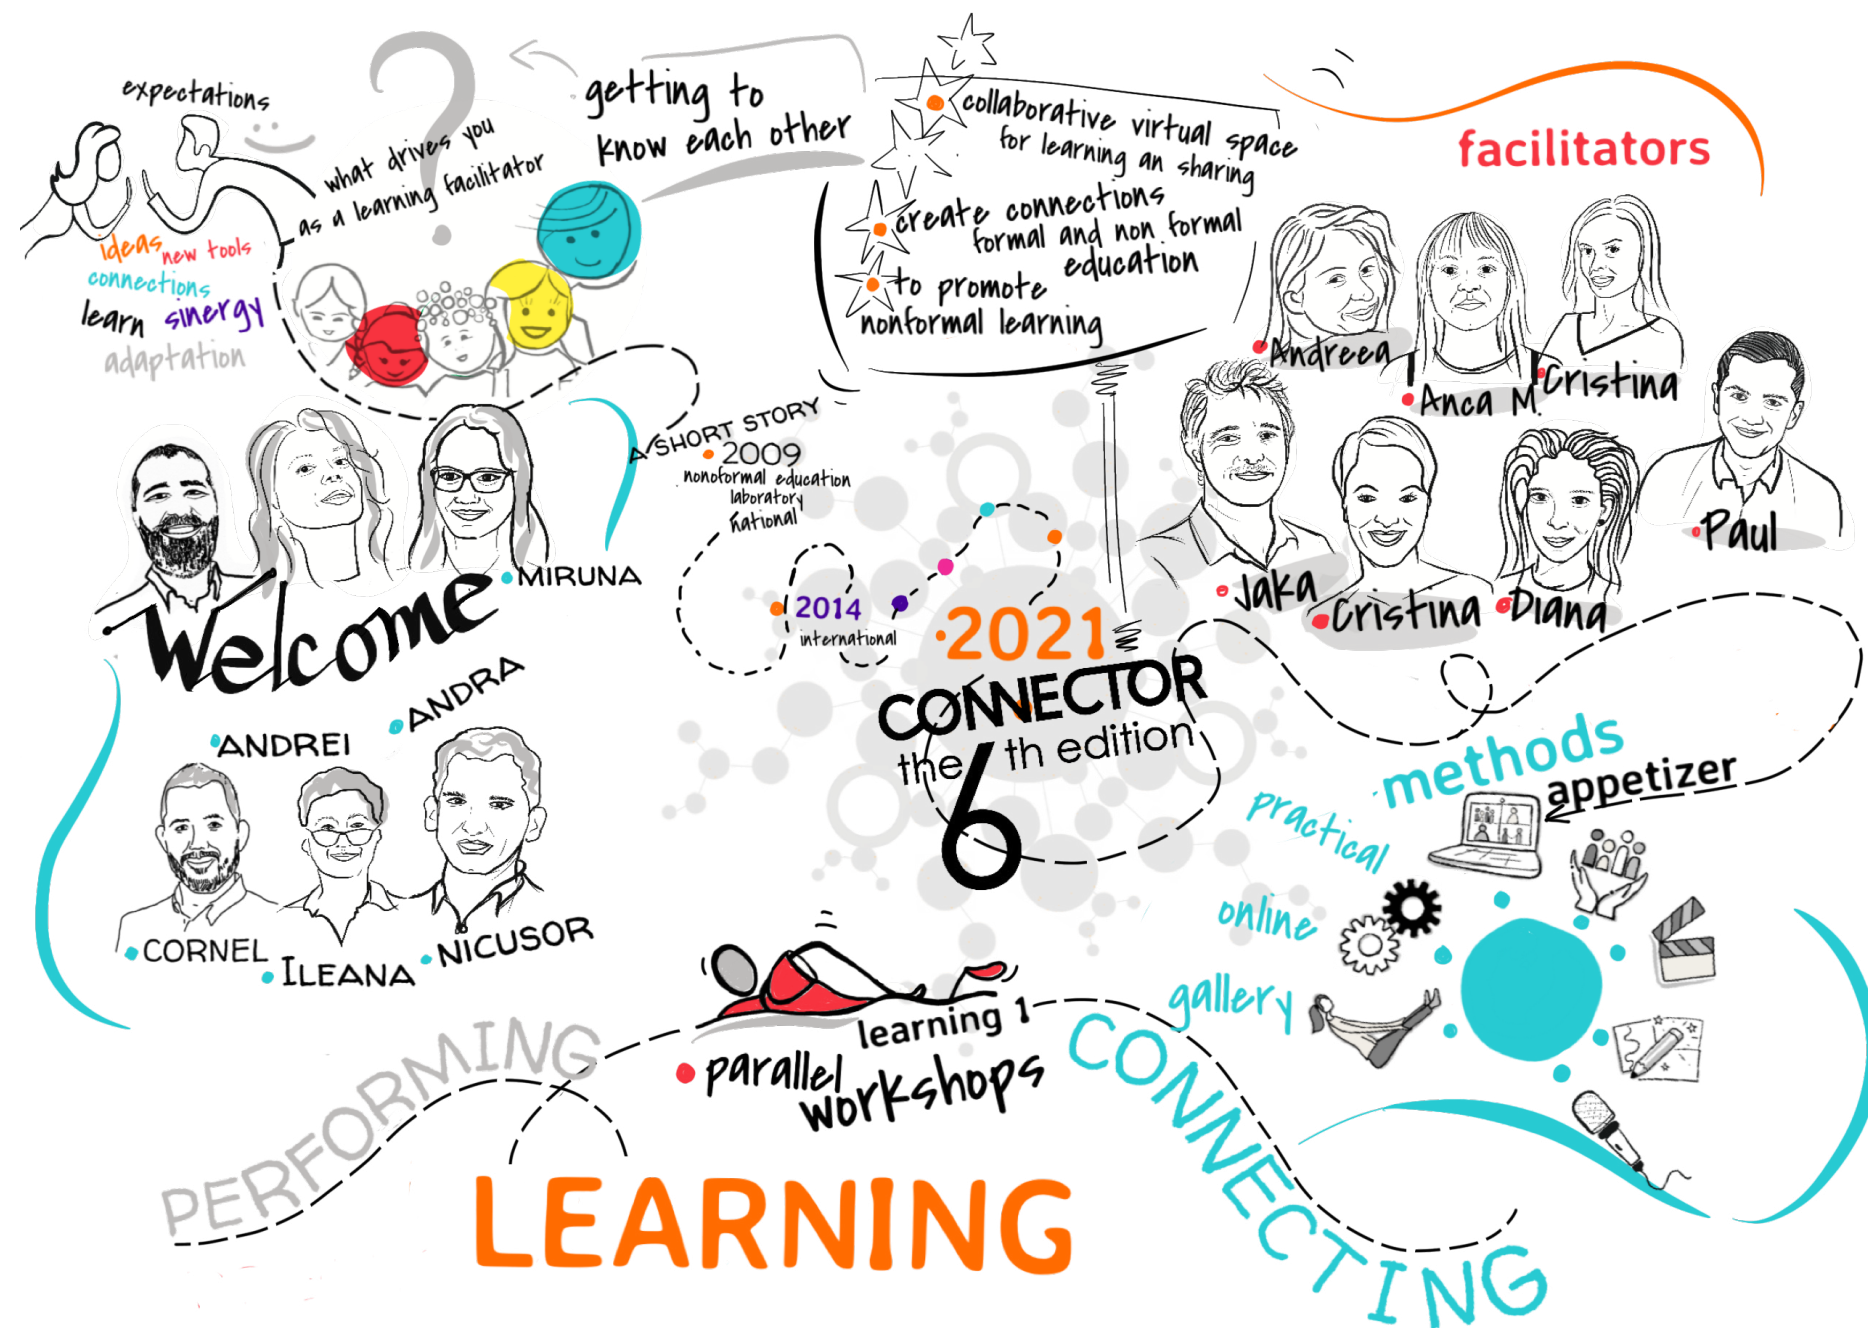 expectations
ideas
new tools
connections
learn
sinergy
adaptation
what drives you
as a learning facilitator
getting to
know each other
collaborative virtual space
for learning an sharing
create connections
formal and non formal
education
to promote
nonformal learning
facilitators
Andreea
Anca M.
Cristina
Paul
Jaka
Cristina
Diana
Welcome
MIRUNA
ANDREI
ANDRA
CORNEL
ILEANA
NICUSOR
A SHORT STORY
2009
nonoformal education
laboratory
national
2014
international
2021
CONNECTOR
the 6 th edition
methods
appetizer
practical
online
gallery
learning 1
parallel
workshops
PERFORMING
LEARNING
CONNECTING